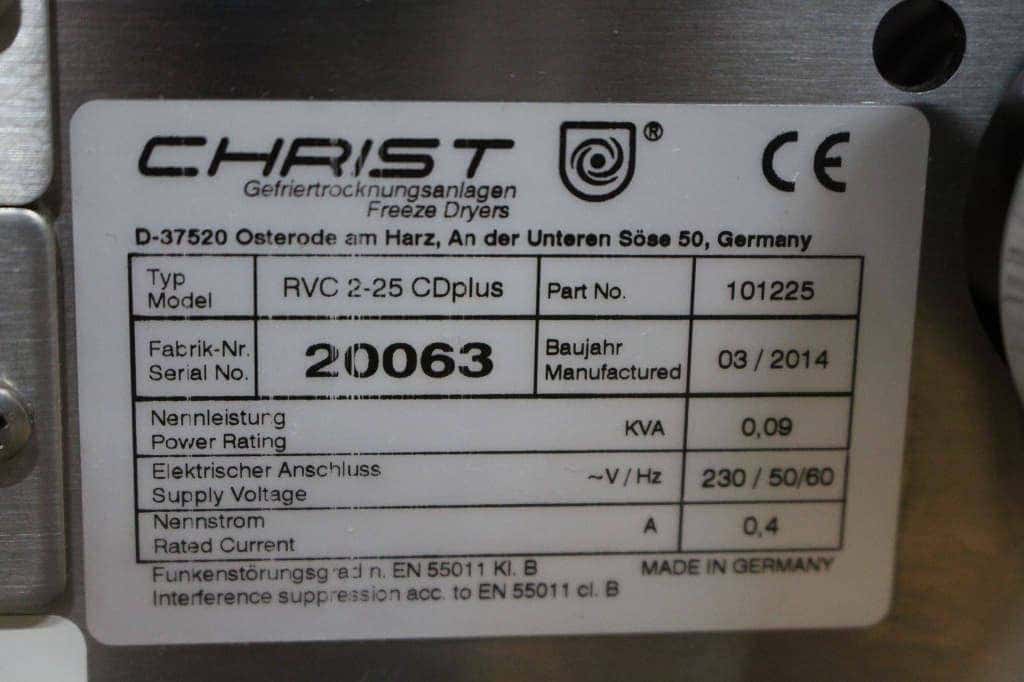 CHRIST ®
CE
Gefriertrocknungsanlagen
Freeze Dryers
D-37520 Osterode am Harz, An der Unteren Söse 50, Germany
Typ
Model
RVC 2-25 CDplus
Part No.
101225
Fabrik-Nr.
Serial No.
20063
Baujahr
Manufactured
03 / 2014
Nennleistung
Power Rating
KVA
0,09
Elektrischer Anschluss
Supply Voltage
~V / Hz
230 / 50/60
Nennstrom
Rated Current
A
0,4
Funkenstörungsgrad n. EN 55011 Kl. B
Interference suppression acc. to EN 55011 cl. B
MADE IN GERMANY